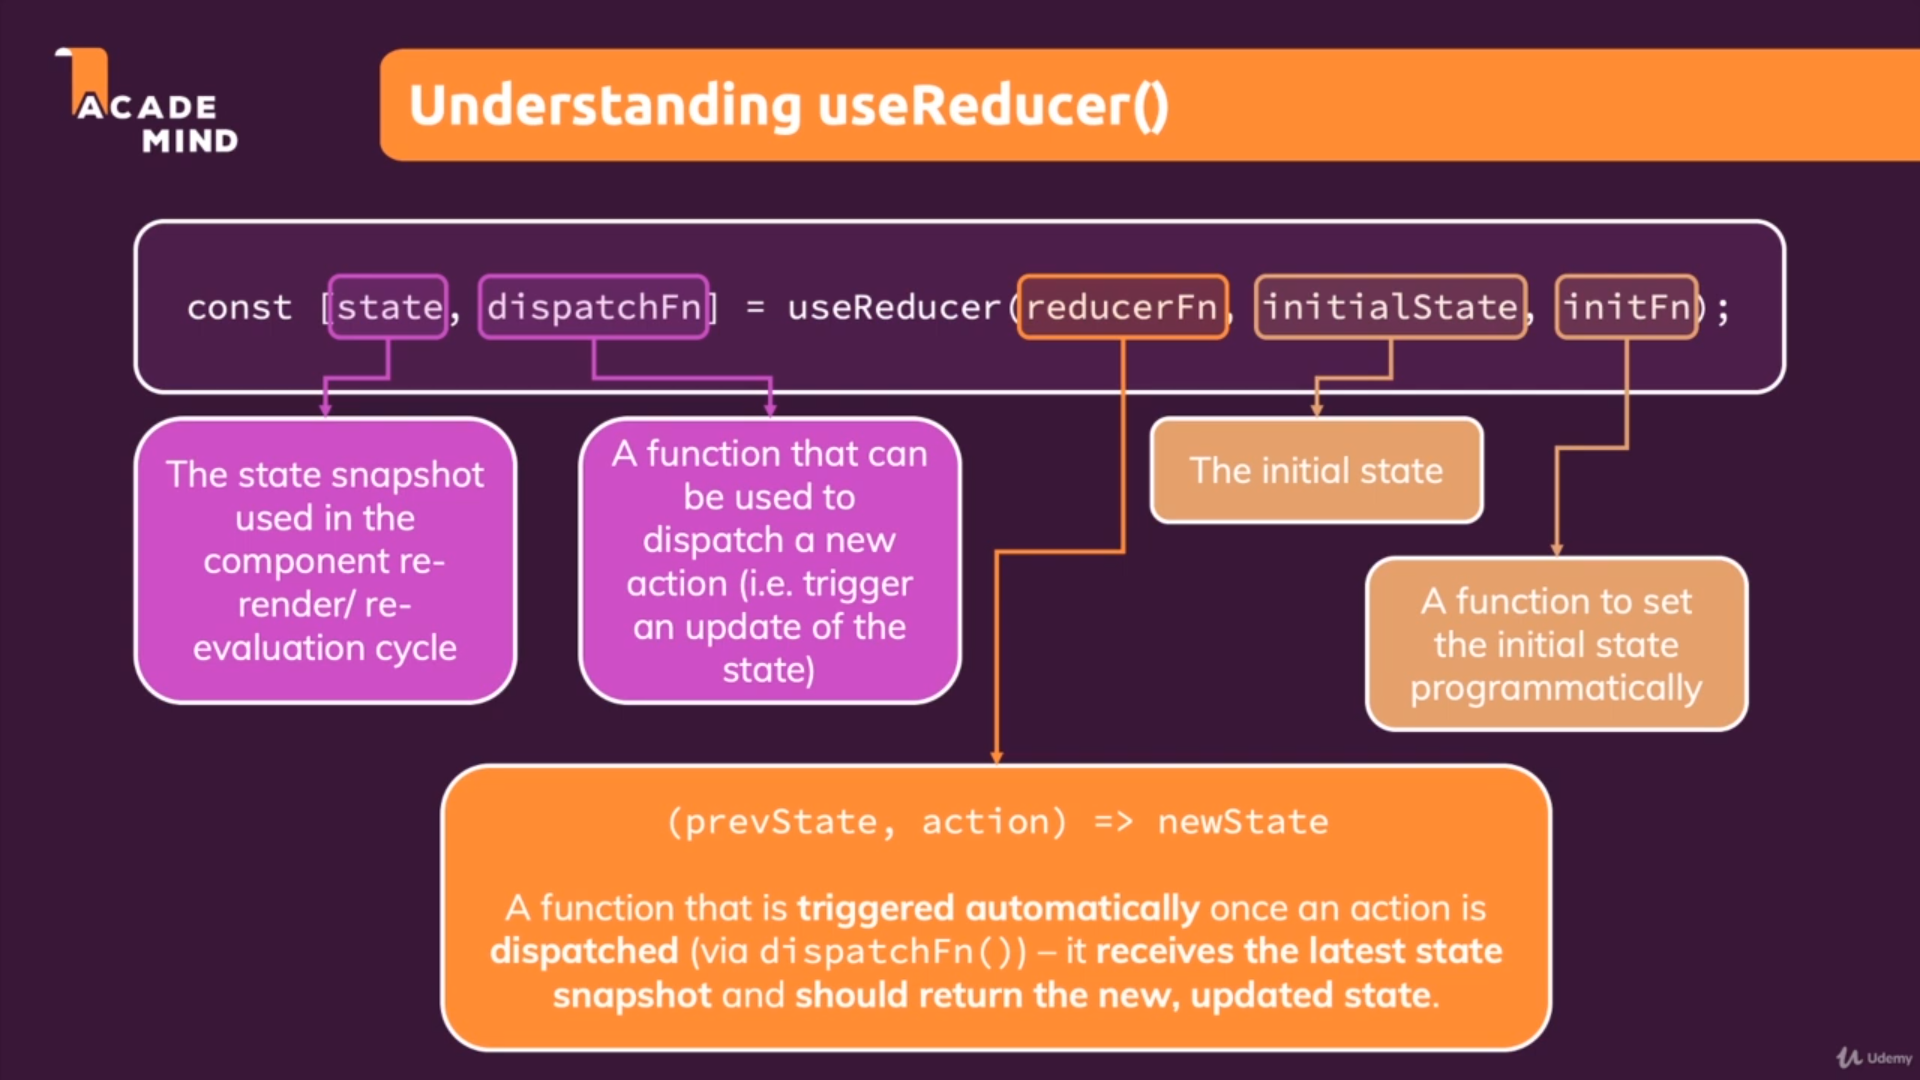 ACADE
MIND
Understanding useReducer()
const [state, dispatchFn] = useReducer(reducerFn, initialState, initFn);
The state snapshot
used in the
component re-
render/ re-
evaluation cycle
A function that can
be used to
dispatch a new
action (i.e. trigger
an update of the
state)
The initial state
A function to set
the initial state
programmatically
(prevState, action) => newState
A function that is triggered automatically once an action is
dispatched (via dispatchFn()) – it receives the latest state
snapshot and should return the new, updated state.
Udemy